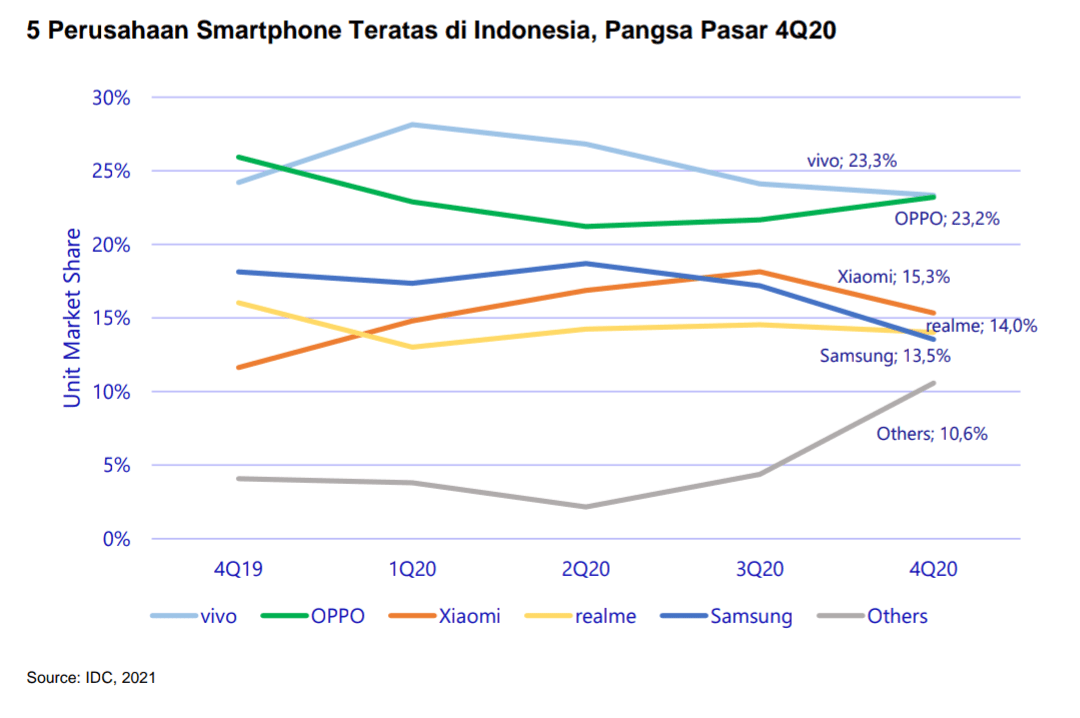 5 Perusahaan Smartphone Teratas di Indonesia, Pangsa Pasar 4Q20
30%
25%
20%
15%
10%
5%
0%
Unit Market Share
vivo; 23,3%
OPPO; 23,2%
Xiaomi; 15,3%
realme; 14,0%
Samsung; 13,5%
Others; 10,6%
4Q19 1Q20 2Q20 3Q20 4Q20
vivo OPPO Xiaomi realme Samsung Others
Source: IDC, 2021